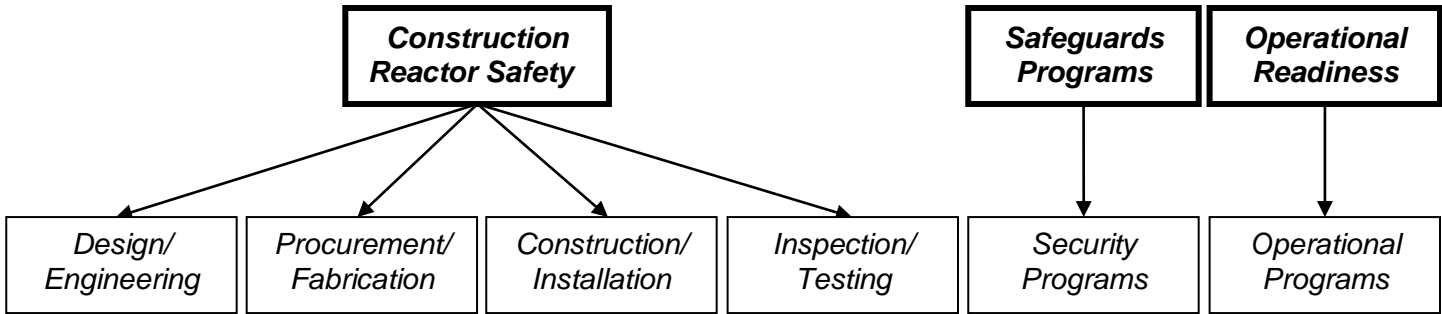 Construction
Reactor Safety
Safeguards
Programs
Operational
Readiness
Design/
Engineering
Procurement/
Fabrication
Construction/
Installation
Inspection/
Testing
Security
Programs
Operational
Programs